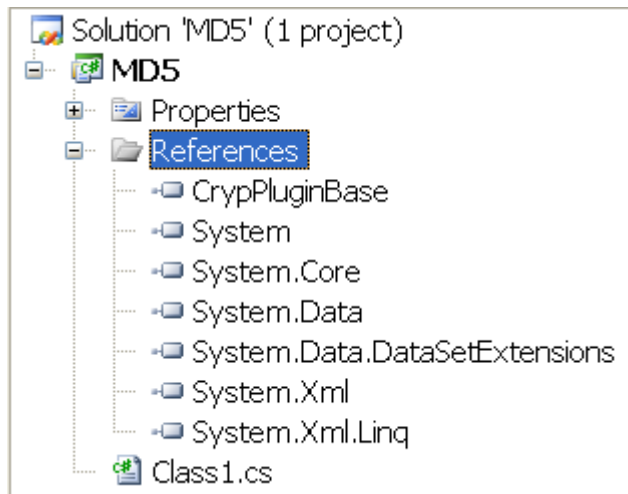 Solution 'MD5' (1 project)
MD5
Properties
References
CrypPluginBase
System
System.Core
System.Data
System.Data.DataSetExtensions
System.Xml
System.Xml.Linq
Class1.cs